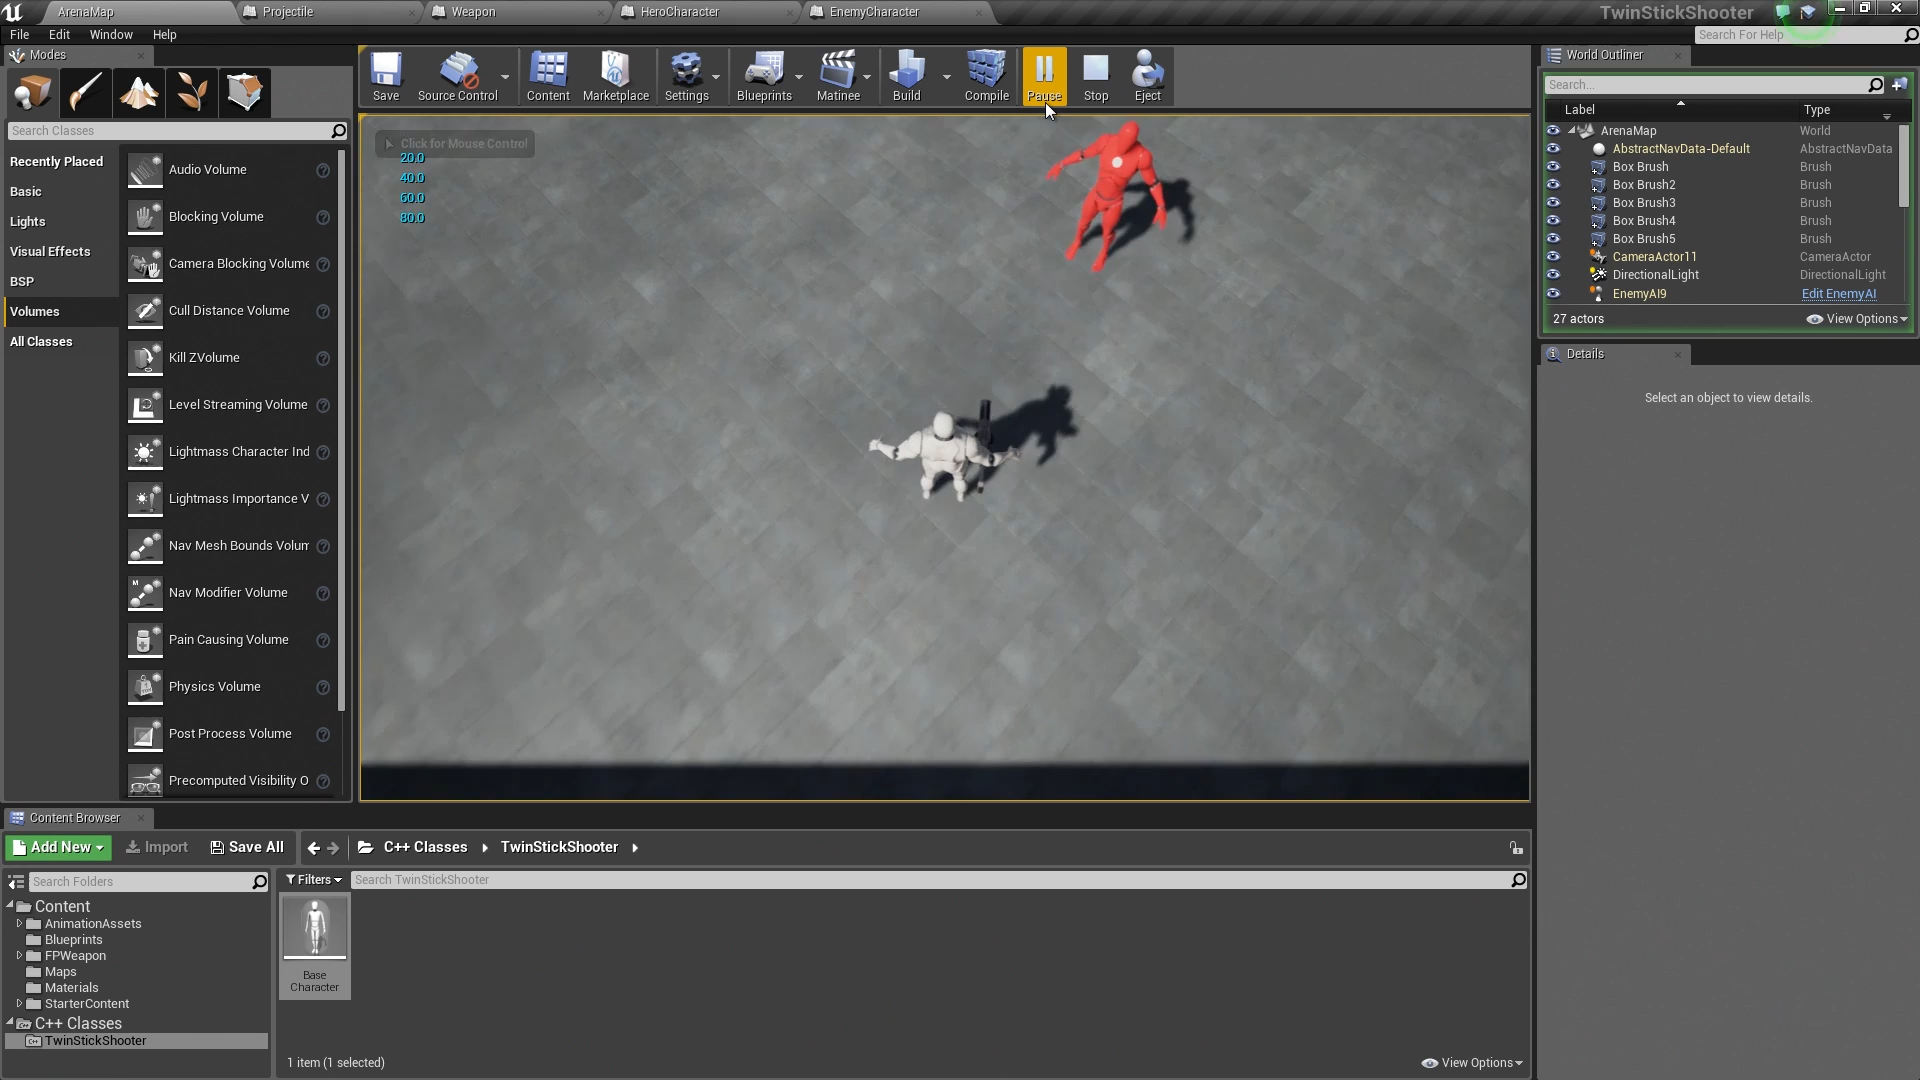 ArenaMap
Projectile
Weapon
HeroCharacter
EnemyCharacter
TwinStickShooter
File
Edit
Window
Help
Search For Help
Modes
Search Classes
Recently Placed
Basic
Lights
Visual Effects
BSP
Volumes
All Classes
Audio Volume
Blocking Volume
Camera Blocking Volume
Cull Distance Volume
Kill ZVolume
Level Streaming Volume
Lightmass Character Ind
Lightmass Importance V
Nav Mesh Bounds Volum
Nav Modifier Volume
Pain Causing Volume
Physics Volume
Post Process Volume
Precomputed Visibility O
Save
Source Control
Content
Marketplace
Settings
Blueprints
Matinee
Build
Compile
Pause
Stop
Eject
Click for Mouse Control
20.0
40.0
60.0
80.0
World Outliner
Search...
Label
Type
ArenaMap World
AbstractNavData-Default AbstractNavData
Box Brush Brush
Box Brush2 Brush
Box Brush3 Brush
Box Brush4 Brush
Box Brush5 Brush
CameraActor11 CameraActor
DirectionalLight DirectionalLight
EnemyAI9 Edit EnemyAI
27 actors
View Options
Details
Select an object to view details.
Content Browser
Add New
Import
Save All
C++ Classes
TwinStickShooter
Search Folders
Filters
Search TwinStickShooter
Content
AnimationAssets
Blueprints
FPWeapon
Maps
Materials
StarterContent
C++ Classes
TwinStickShooter
Base
Character
1 item (1 selected)
View Options